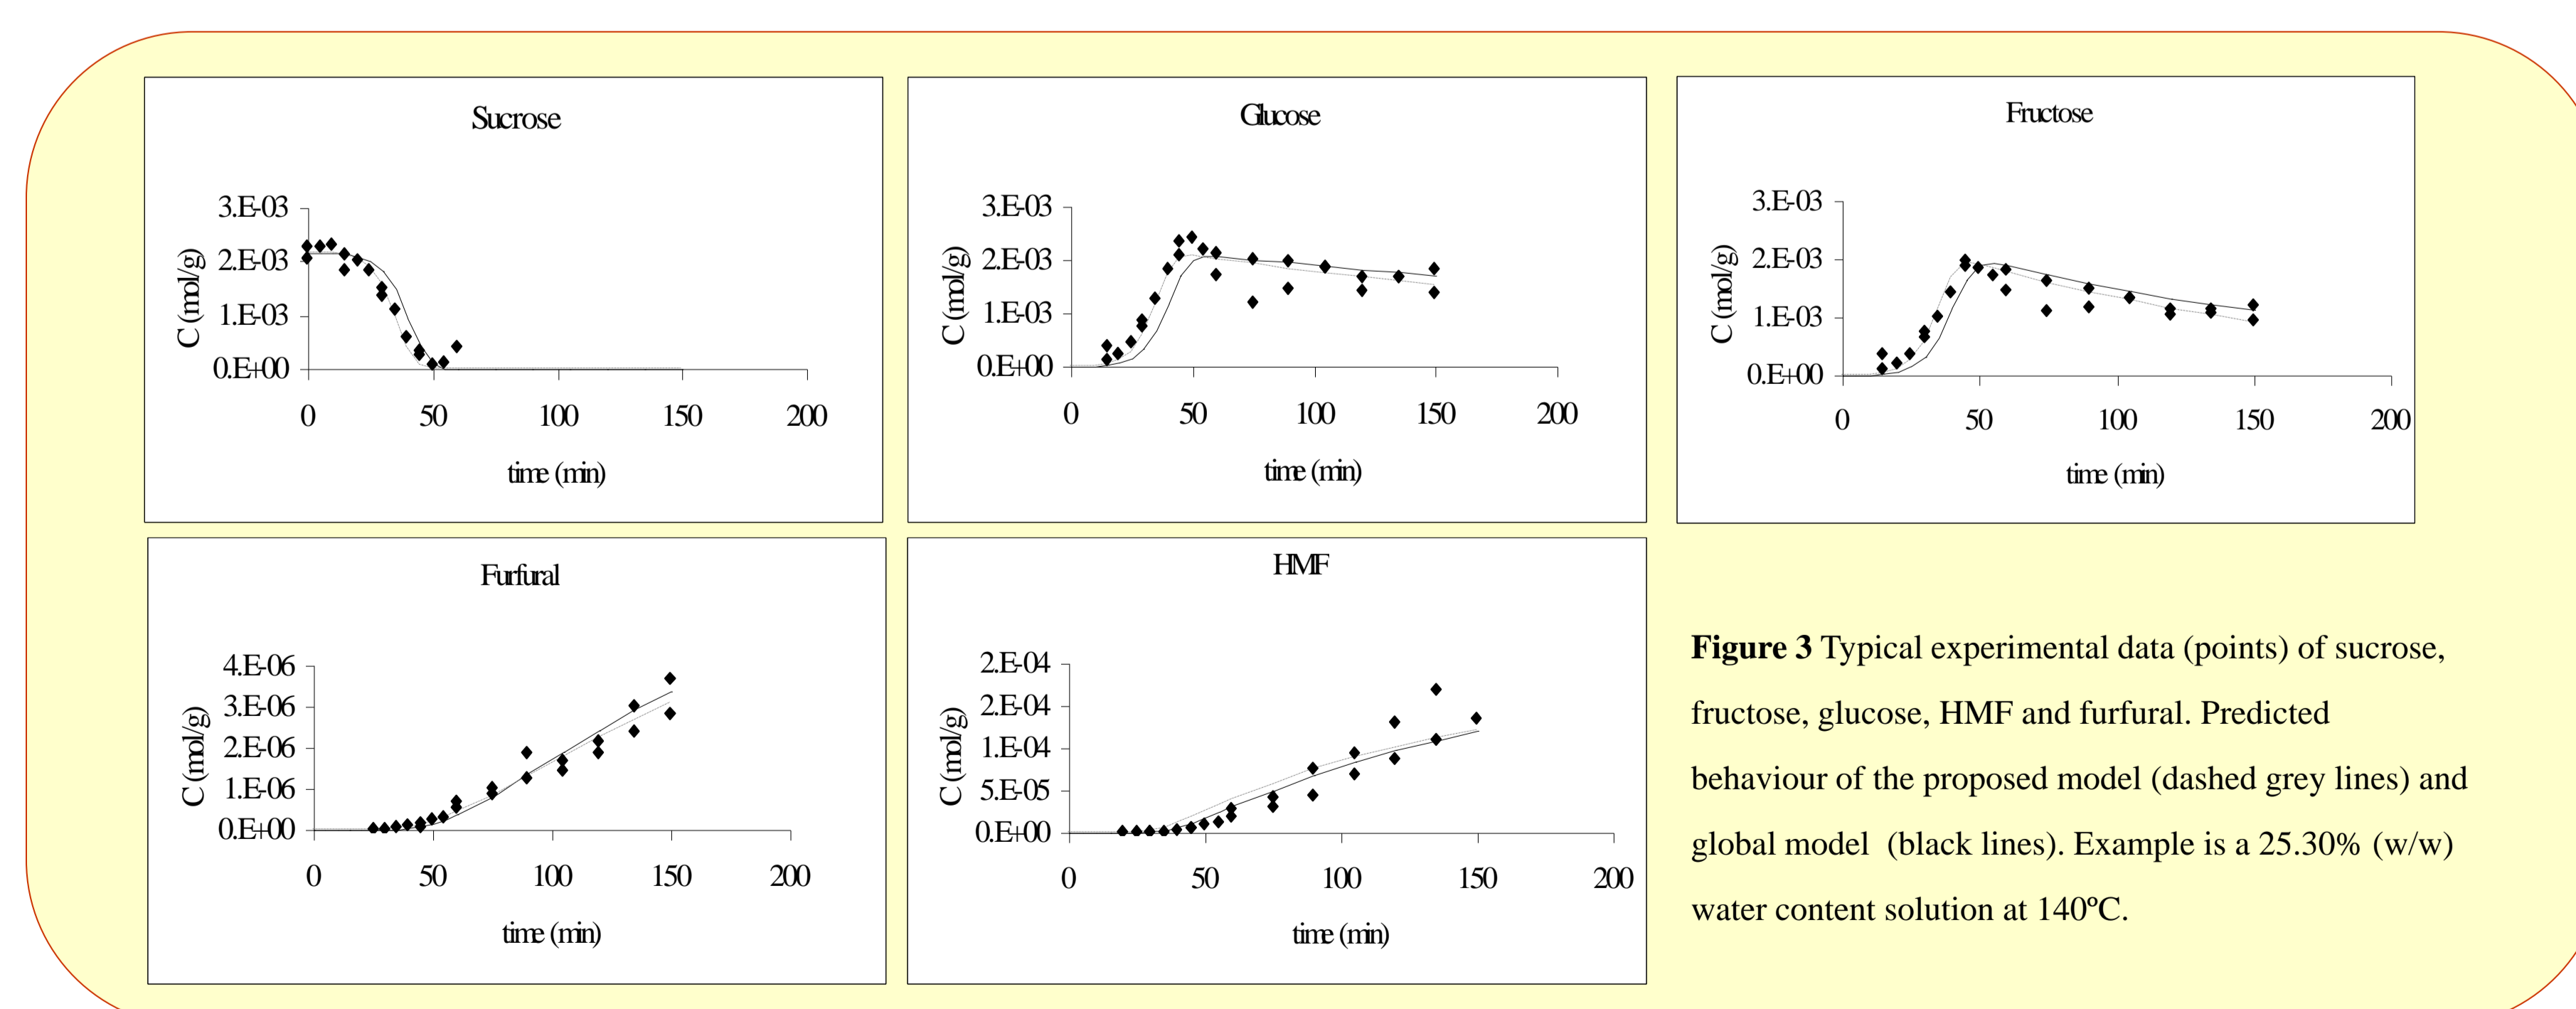 Sucrose
3.E-03
2.E-03
1.E-03
0.E+00
C (mol/g)
0 50 100 150 200
time (min)
Glucose
3.E-03
2.E-03
1.E-03
0.E+00
C (mol/g)
0 50 100 150 200
time (min)
Fructose
3.E-03
2.E-03
1.E-03
0.E+00
C (mol/g)
0 50 100 150 200
time (min)
Furfural
4.E-06
3.E-06
2.E-06
1.E-06
0.E+00
C (mol/g)
0 50 100 150 200
time (min)
HMF
2.E-04
2.E-04
1.E-04
5.E-05
0.E+00
C (mol/g)
0 50 100 150 200
time (min)
Figure 3 Typical experimental data (points) of sucrose,
fructose, glucose, HMF and furfural. Predicted
behaviour of the proposed model (dashed grey lines) and
global model (black lines). Example is a 25.30% (w/w)
water content solution at 140ºC.